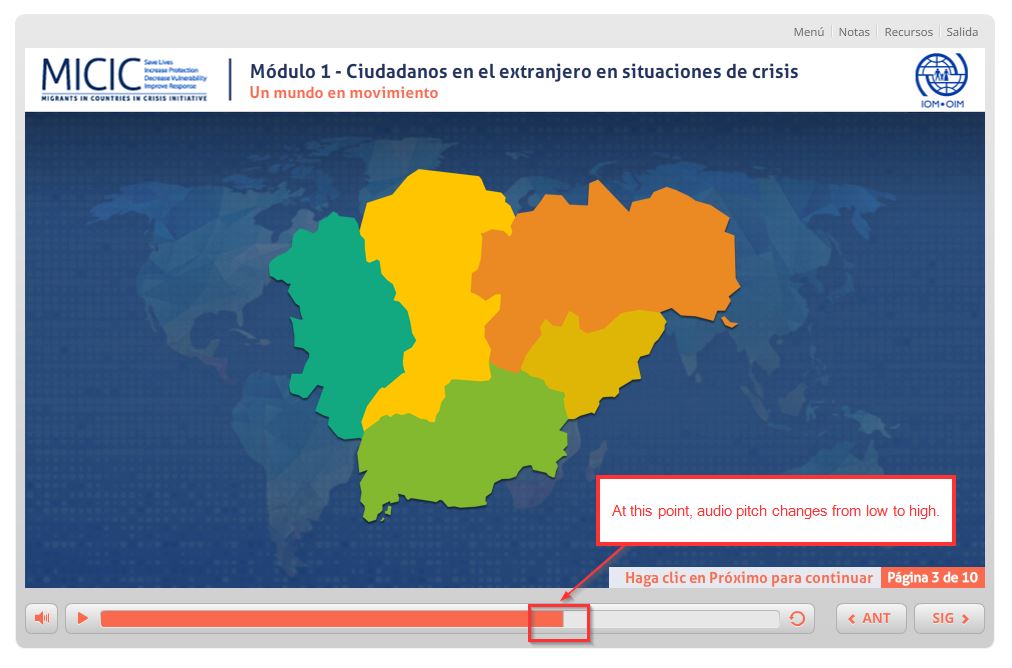 Menú Notas Recursos Salida
MICIC
Save Lives
Increase Protection
Decrease Vulnerability
Improve Response
MIGRANTS IN COUNTRIES IN CRISIS INITIATIVE
Módulo 1 - Ciudadanos en el extranjero en situaciones de crisis
Un mundo en movimiento
IOM•OIM
At this point, audio pitch changes from low to high.
Haga clic en Próximo para continuar
Página 3 de 10
ANT
SIG